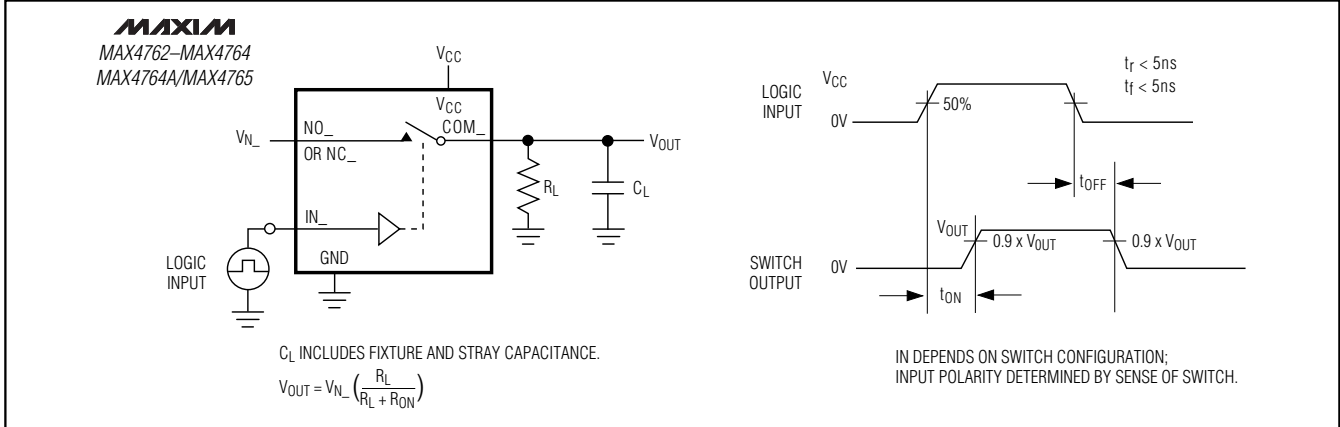 MAXIM
MAX4762–MAX4764
MAX4764A/MAX4765
VCC
VCC
VN_
NO_
COM_
VOUT
OR NC_
RL
CL
IN_
GND
LOGIC
INPUT
CL INCLUDES FIXTURE AND STRAY CAPACITANCE.
VOUT = VN_ (RL / RL + RON)
tr < 5ns
tf < 5ns
LOGIC
INPUT
VCC
50%
0V
tOFF
VOUT
0.9 x VOUT
0.9 x VOUT
SWITCH
OUTPUT
0V
tON
IN DEPENDS ON SWITCH CONFIGURATION;
INPUT POLARITY DETERMINED BY SENSE OF SWITCH.